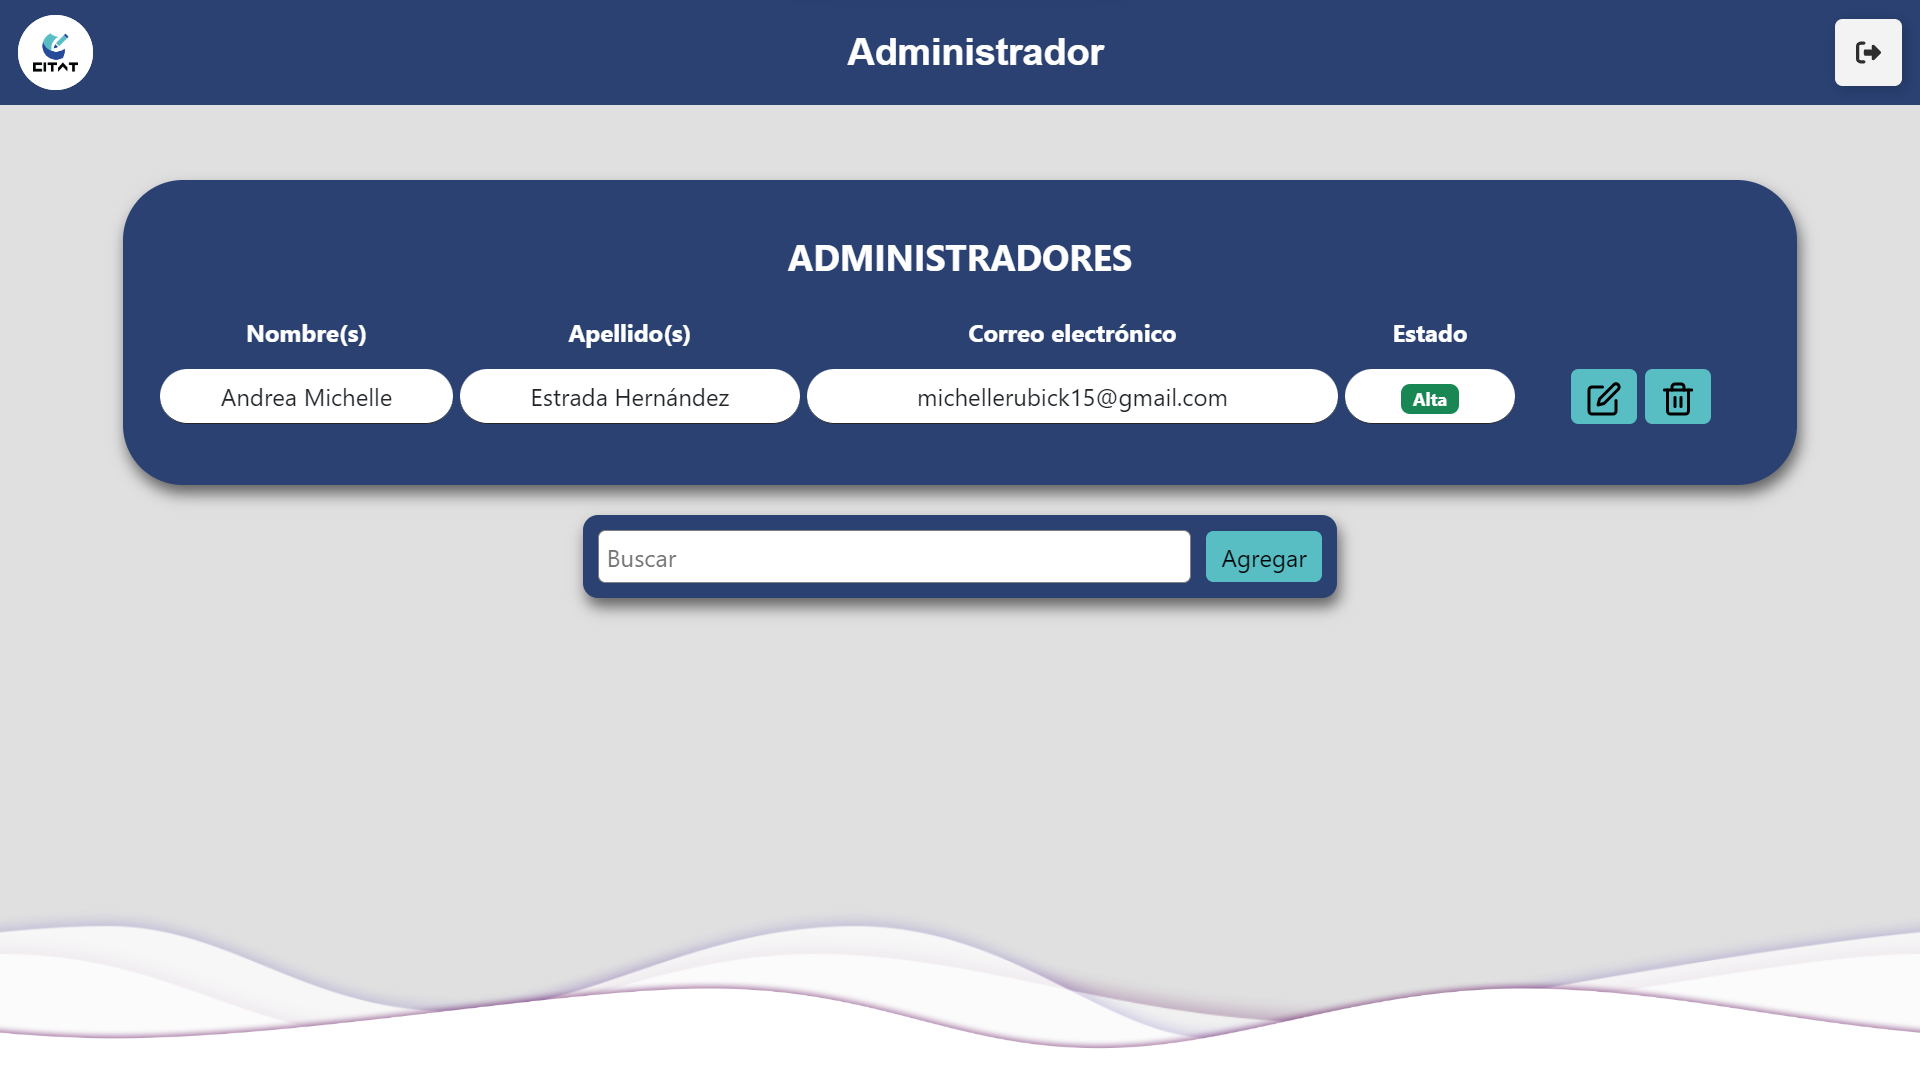 CITAT
Administrador
ADMINISTRADORES
Nombre(s) Apellido(s) Correo electrónico Estado
Andrea Michelle Estrada Hernández michellerubick15@gmail.com Alta
Buscar Agregar